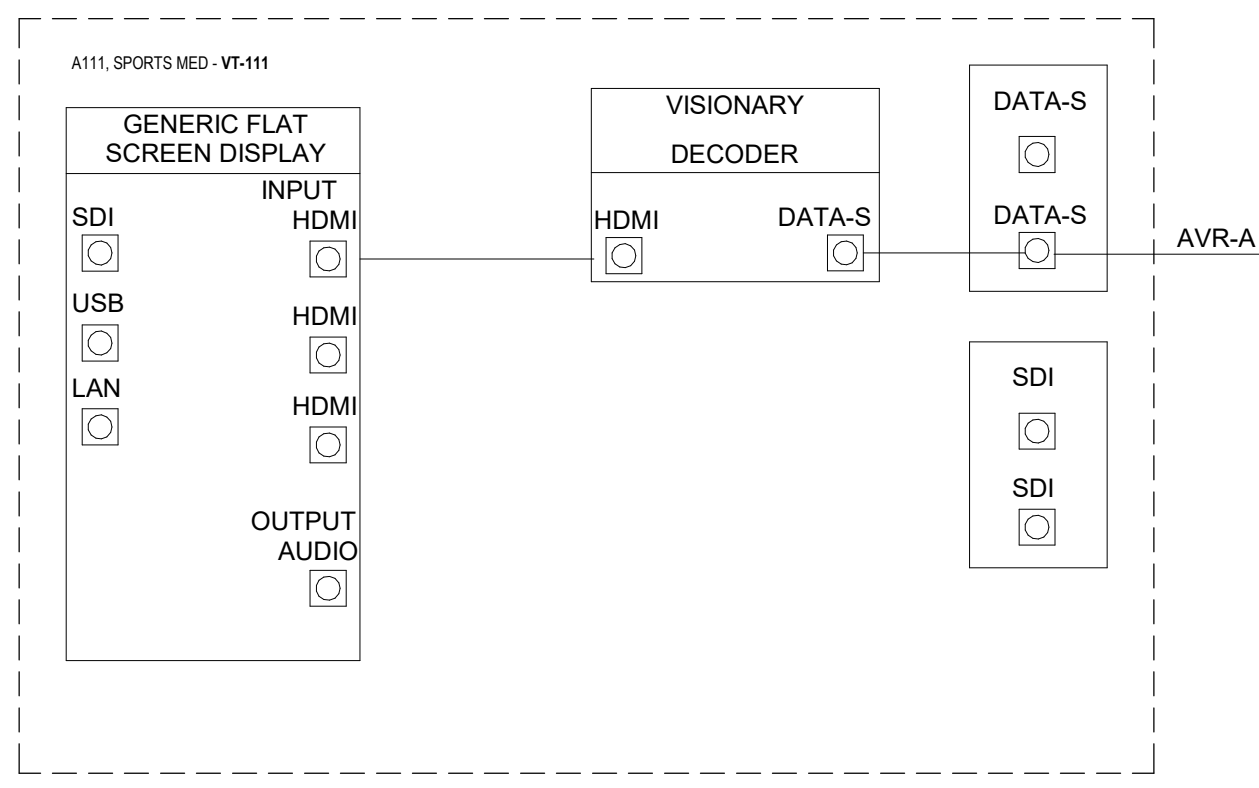 A111, SPORTS MED - VT-111
GENERIC FLAT
SCREEN DISPLAY
INPUT
SDI
HDMI
USB
HDMI
LAN
HDMI
OUTPUT
AUDIO
VISIONARY
DECODER
HDMI
DATA-S
DATA-S
DATA-S
AVR-A
SDI
SDI